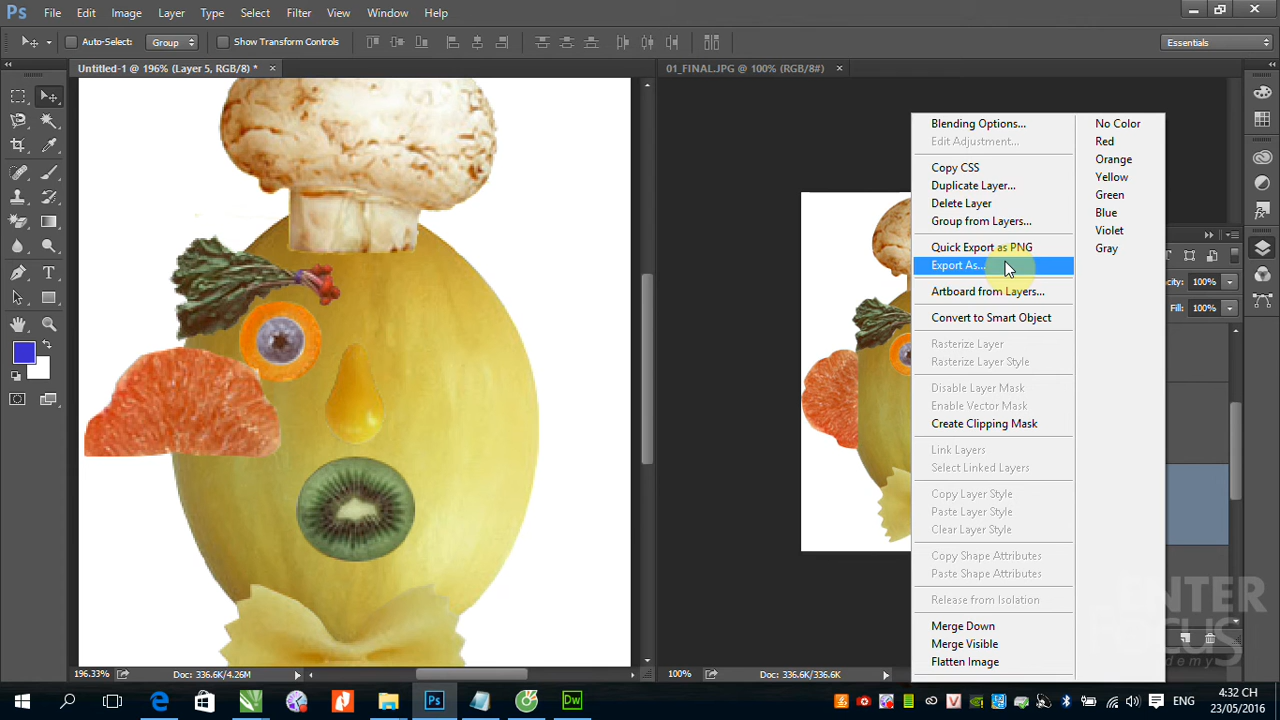 Ps File Edit Image Layer Type Select Filter View Window Help
Auto-Select: Group Show Transform Controls Essentials
Untitled-1 @ 196% (Layer 5, RGB/8) * ×
01_FINAL.JPG @ 100% (RGB/8#) ×
Blending Options...
Edit Adjustment...
Copy CSS
Duplicate Layer...
Delete Layer
Group from Layers...
Quick Export as PNG
Export As...
Artboard from Layers...
Convert to Smart Object
Rasterize Layer
Rasterize Layer Style
Disable Layer Mask
Enable Vector Mask
Create Clipping Mask
Link Layers
Select Linked Layers
Copy Layer Style
Paste Layer Style
Clear Layer Style
Copy Shape Attributes
Paste Shape Attributes
Release from Isolation
Merge Down
Merge Visible
Flatten Image
No Color
Red
Orange
Yellow
Green
Blue
Violet
Gray
100%
Fill: 100%
196.33% Doc: 336.6K/4.26M
100% Doc: 336.6K/336.6K
Ps Dw
ENG
4:32 CH
23/05/2016